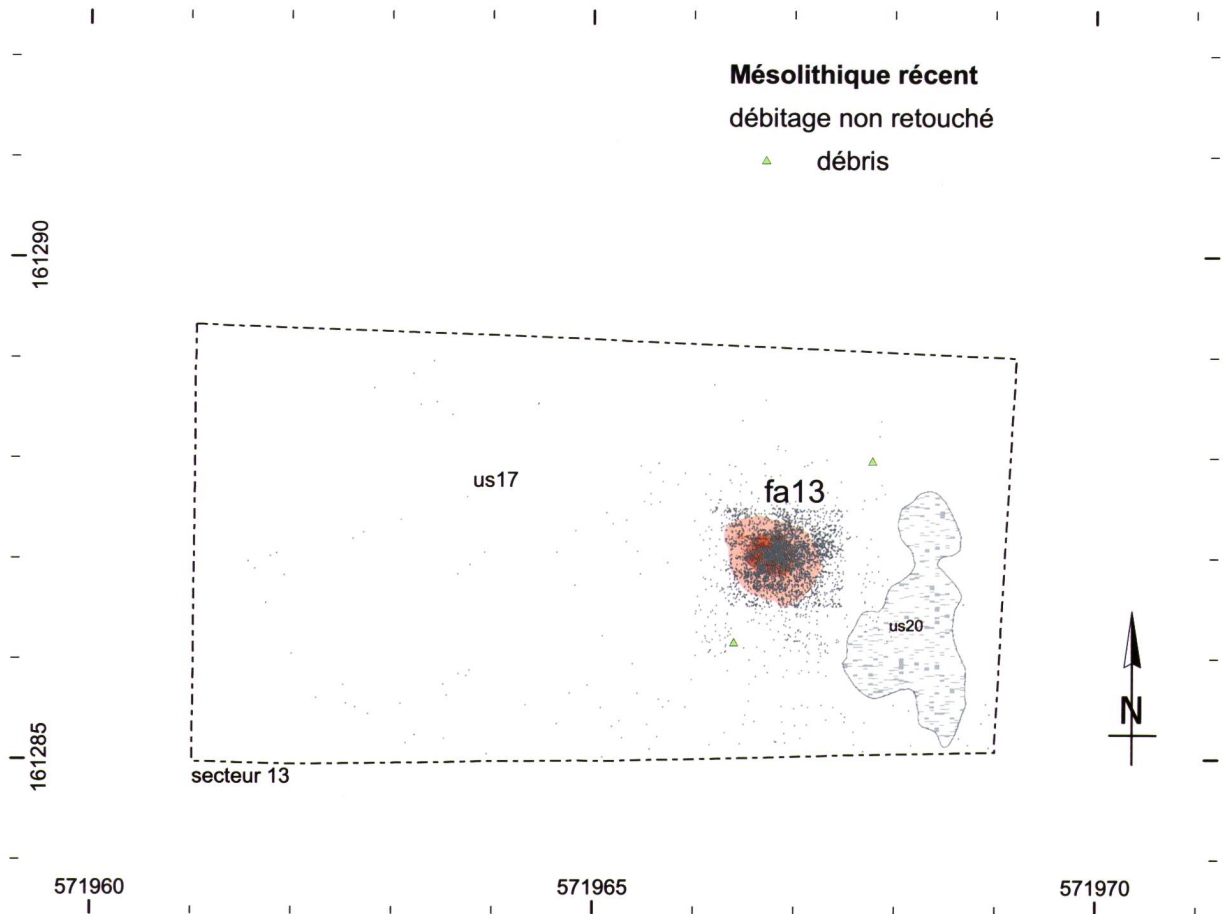 Mésolithique récent
débitage non retouché
débris
161290
us17
fa13
us20
N
161285
secteur 13
571960
571965
571970